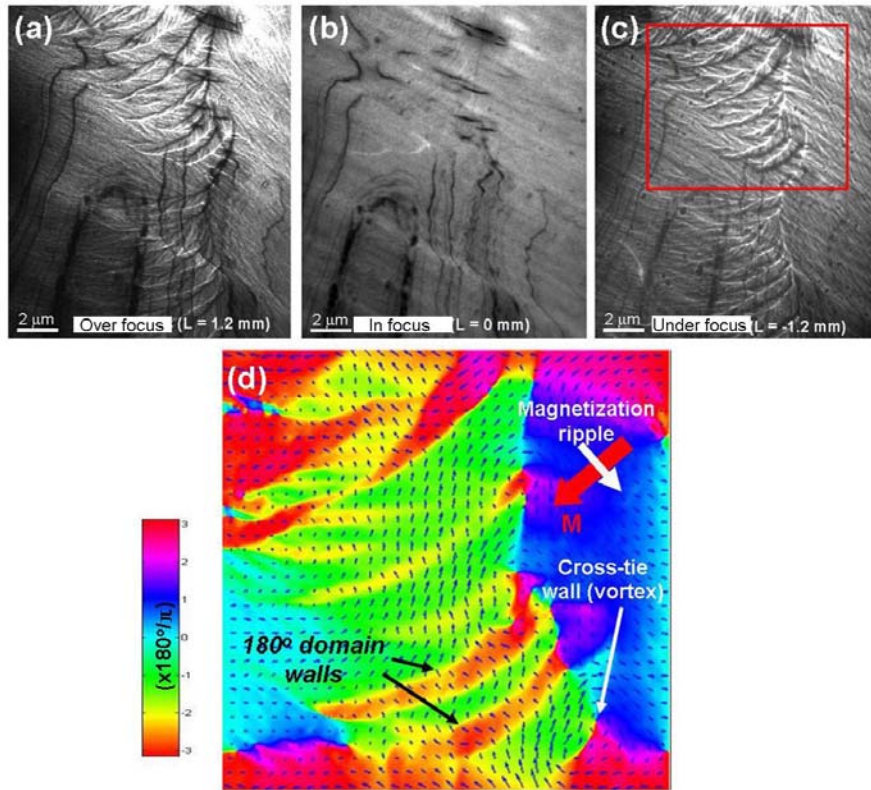 (a)
2 μm
Over focus
(L = 1.2 mm)
(b)
2 μm
In focus
(L = 0 mm)
(c)
2 μm
Under focus
(L = -1.2 mm)
(d)
Magnetization
ripple
M
Cross-tie
wall (vortex)
180º domain
walls
3
2
1
0
-1
-2
-3
(x180°/π)